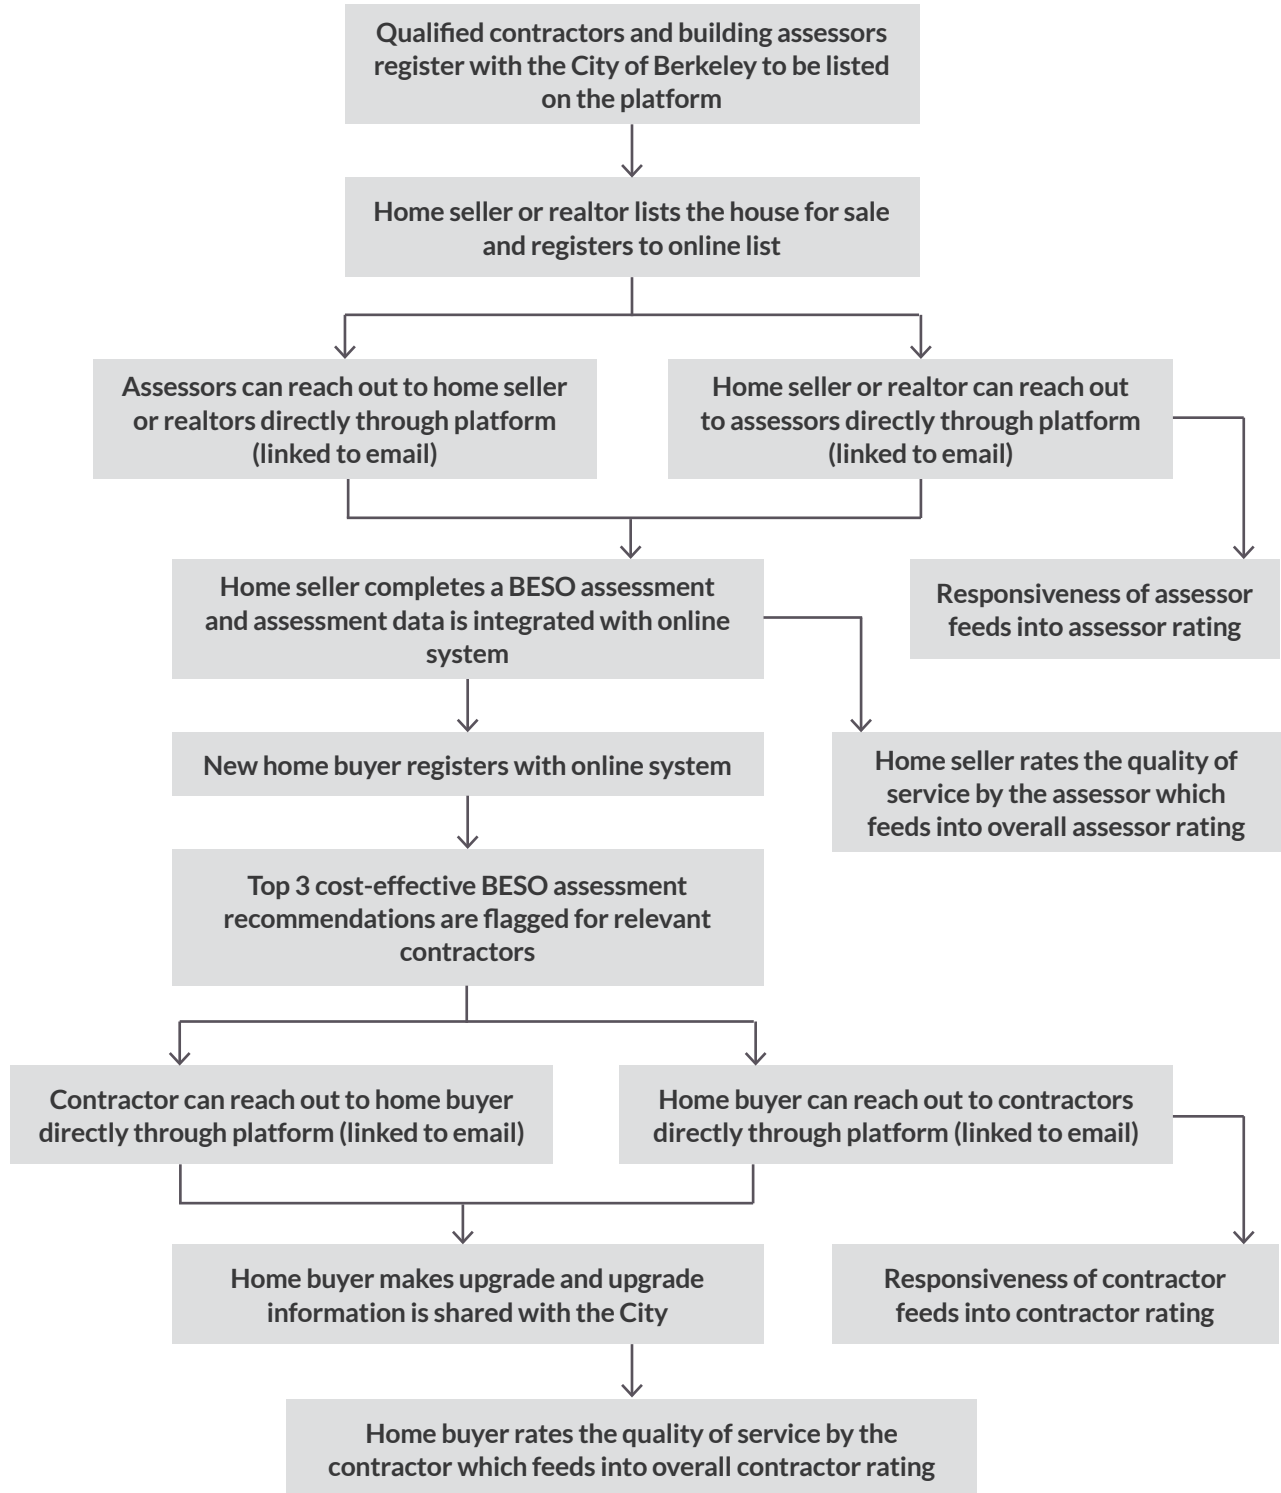 Qualified contractors and building assessors
register with the City of Berkeley to be listed
on the platform
Home seller or realtor lists the house for sale
and registers to online list
Assessors can reach out to home seller
or realtors directly through platform
(linked to email)
Home seller or realtor can reach out
to assessors directly through platform
(linked to email)
Home seller completes a BESO assessment
and assessment data is integrated with online
system
Responsiveness of assessor
feeds into assessor rating
New home buyer registers with online system
Home seller rates the quality of
service by the assessor which
feeds into overall assessor rating
Top 3 cost-effective BESO assessment
recommendations are flagged for relevant
contractors
Contractor can reach out to home buyer
directly through platform (linked to email)
Home buyer can reach out to contractors
directly through platform (linked to email)
Home buyer makes upgrade and upgrade
information is shared with the City
Responsiveness of contractor
feeds into contractor rating
Home buyer rates the quality of service by the
contractor which feeds into overall contractor rating